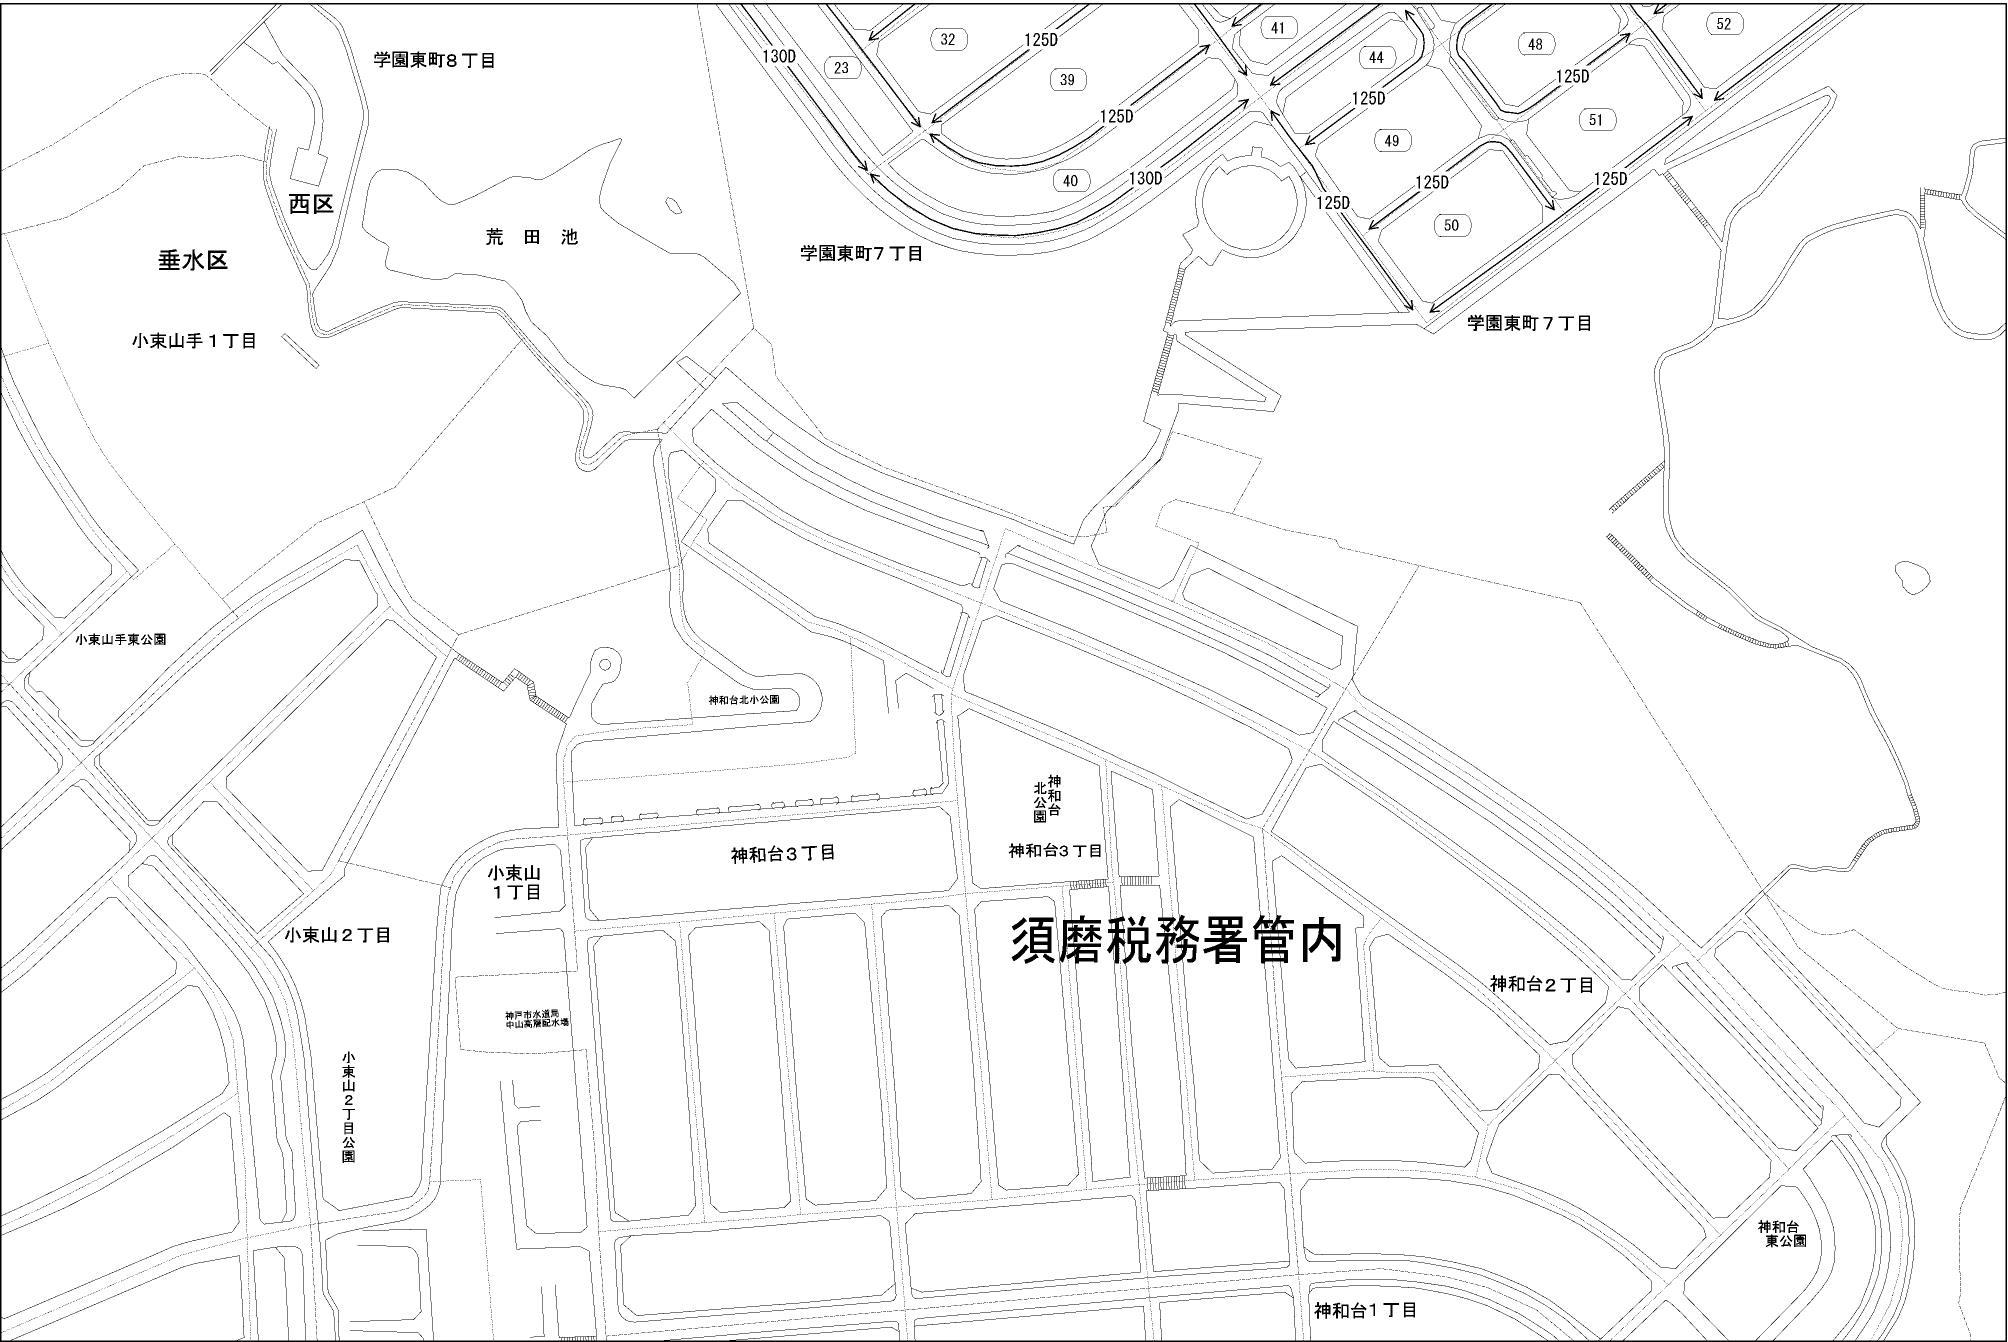 学園東町８丁目
130D
23
32
125D
39
125D
40
130D
41
44
125D
49
125D
50
125D
48
125D
51
125D
52
西区
荒田池
垂水区
学園東町７丁目
小束山手１丁目
学園東町７丁目
小束山手東公園
神和台北小公園
神和台
北公園
神和台３丁目
神和台３丁目
小束山
１丁目
小束山２丁目
須磨税務署管内
神和台２丁目
神戸市水道局
中山高層配水場
小束山２丁目公園
神和台
東公園
神和台１丁目